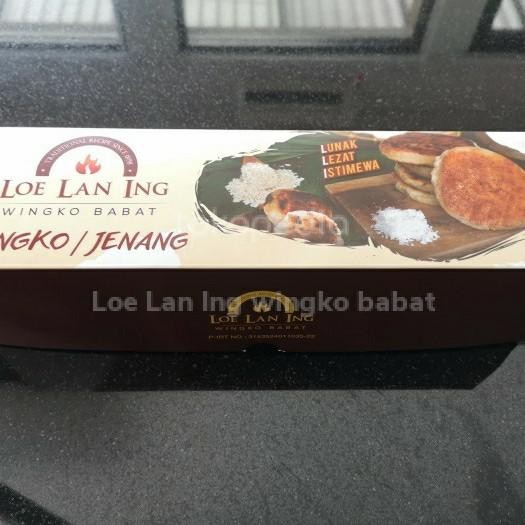 TRADITIONAL RECIPE SINCE 1898
LOE LAN ING
WINGKO BABAT
NGKO / JENANG
LUNAK
LEZAT
ISTIMEWA
tokopedia
Loe Lan Ing wingko babat
LOE LAN ING
WINGKO BABAT